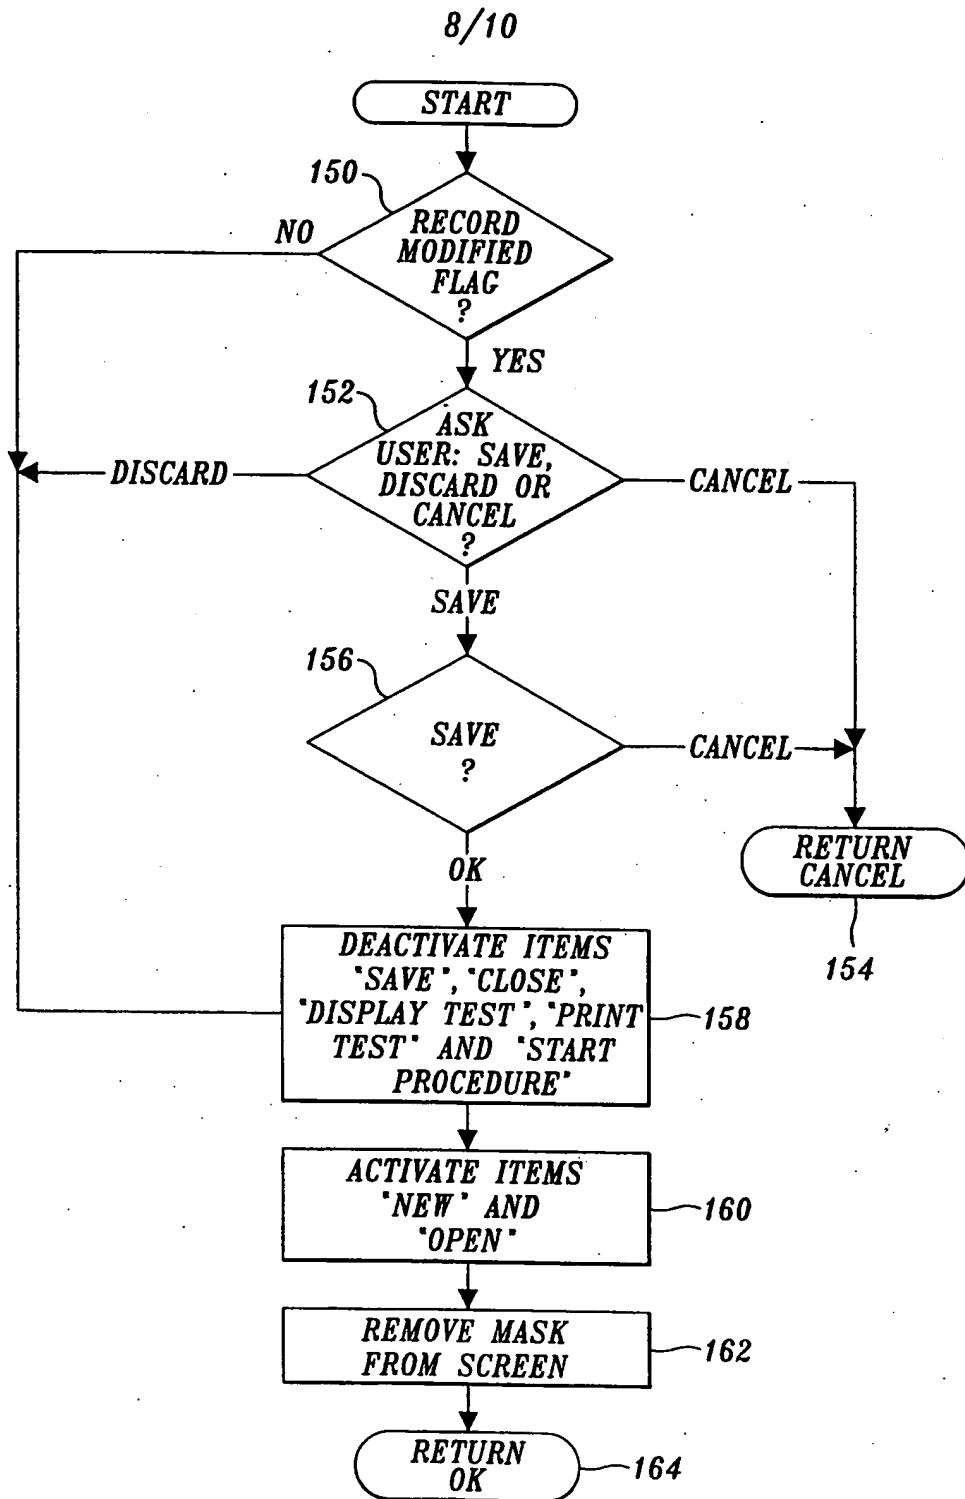 8/10
START
150
RECORD
MODIFIED
FLAG
?
NO
YES
152
ASK
USER: SAVE,
DISCARD OR
CANCEL
?
DISCARD
CANCEL
SAVE
156
SAVE
?
CANCEL
OK
RETURN
CANCEL
154
DEACTIVATE ITEMS
"SAVE", "CLOSE",
"DISPLAY TEST", "PRINT
TEST" AND "START
PROCEDURE"
158
ACTIVATE ITEMS
"NEW" AND
"OPEN"
160
REMOVE MASK
FROM SCREEN
162
RETURN
OK
164